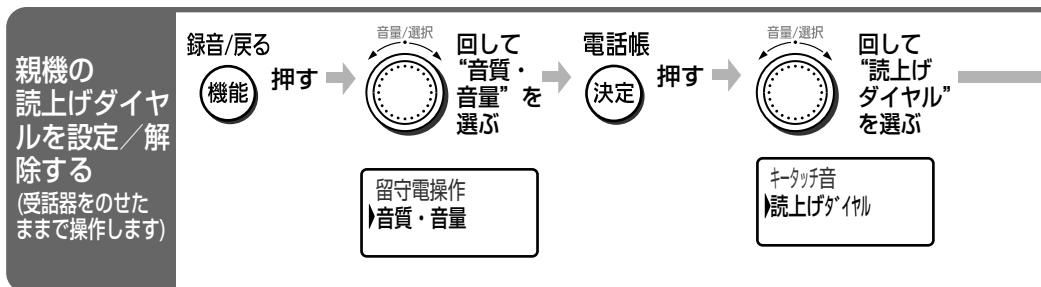 親機の
読上げダイヤ
ルを設定／解
除する
(受話器をのせた
ままで操作します)
録音/戻る
機能
押す
音量/選択
回して
“音質・
音量” を
選ぶ
留守電操作
音質・音量
電話帳
決定
押す
音量/選択
回して
“読上げ
ダイヤル”
を選ぶ
ｷｰﾀｯﾁ音
読上げﾀﾞｲﾔﾙ